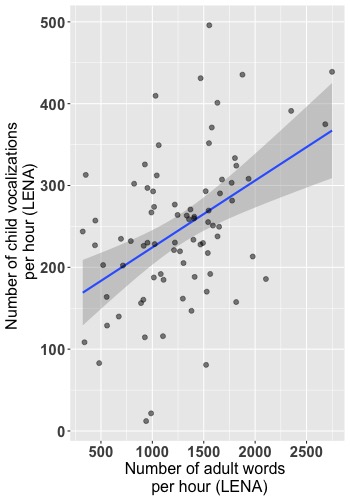 Number of child vocalizations
per hour (LENA)
500
400
300
200
100
0
500 1000 1500 2000 2500
Number of adult words
per hour (LENA)